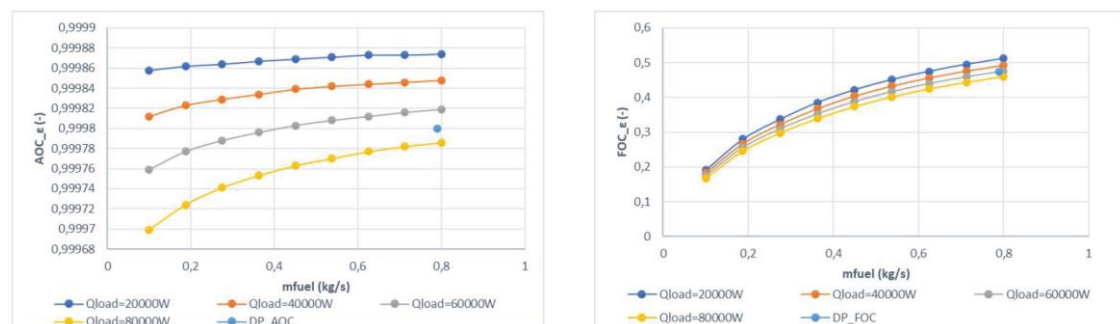 0,9999
0,99988
0,99986
0,99984
0,99982
0,9998
0,99978
0,99976
0,99974
0,99972
0,9997
0,99968
AOC_ε (-)
0 0,2 0,4 0,6 0,8 1
mfuel (kg/s)
Qload=20000W Qload=40000W Qload=60000W
Qload=80000W DP_AOC
0,6
0,5
0,4
0,3
0,2
0,1
0
FOC_ε (-)
0 0,2 0,4 0,6 0,8 1
mfuel (kg/s)
Qload=20000W Qload=40000W Qload=60000W
Qload=80000W DP_FOC